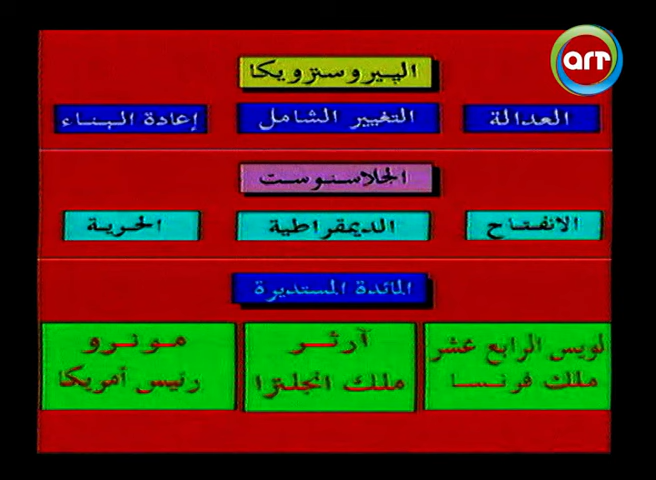 art
البيروسترويكا
العدالة
التغيير الشامل
إعادة البناء
الجلاسنوست
الانفتاح
الديمقراطية
الحرية
المائدة المستديرة
لويس الرابع عشر
ملك فرنسا
آرثر
ملك انجلترا
مونرو
رئيس أمريكا